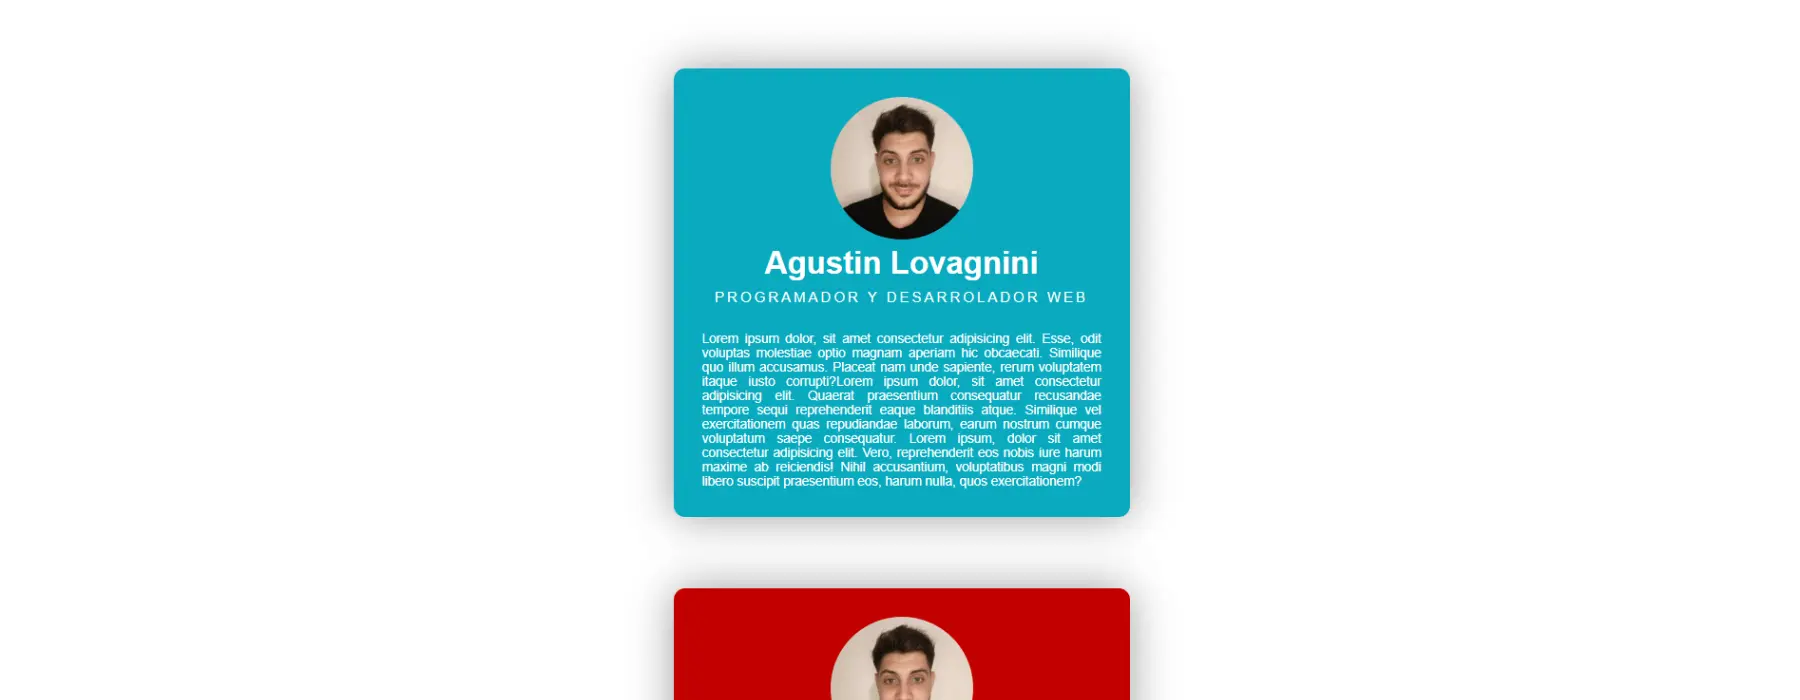 Agustin Lovagnini
PROGRAMADOR Y DESARROLADOR WEB
Lorem ipsum dolor, sit amet consectetur adipisicing elit. Esse, odit
voluptas molestiae optio magnam aperiam hic obcaecati. Similique
quo illum accusamus. Placeat nam unde sapiente, rerum voluptatem
itaque iusto corrupti?Lorem ipsum dolor, sit amet consectetur
adipisicing elit. Quaerat praesentium consequatur recusandae
tempore sequi reprehenderit eaque blanditiis atque. Similique vel
exercitationem quas repudiandae laborum, earum nostrum cumque
voluptatum saepe consequatur. Lorem ipsum, dolor sit amet
consectetur adipisicing elit. Vero, reprehenderit eos nobis iure harum
maxime ab reiciendis! Nihil accusantium, voluptatibus magni modi
libero suscipit praesentium eos, harum nulla, quos exercitationem?